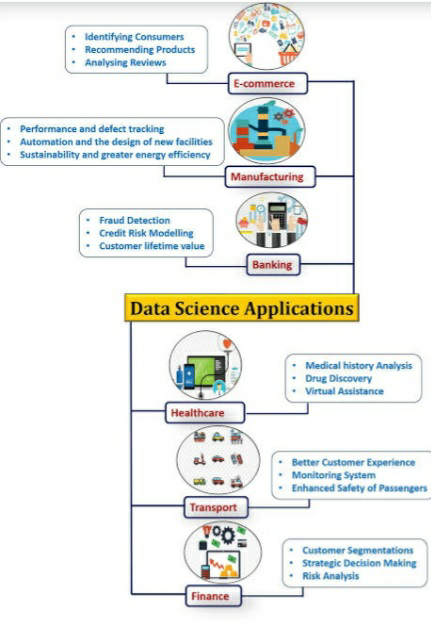 Identifying Consumers
Recommending Products
Analysing Reviews
E-commerce
Performance and defect tracking
Automation and the design of new facilities
Sustainability and greater energy efficiency
Manufacturing
Fraud Detection
Credit Risk Modelling
Customer lifetime value
Banking
Data Science Applications
Medical history Analysis
Drug Discovery
Virtual Assistance
Healthcare
Better Customer Experience
Monitoring System
Enhanced Safety of Passengers
Transport
Customer Segmentations
Strategic Decision Making
Risk Analysis
Finance